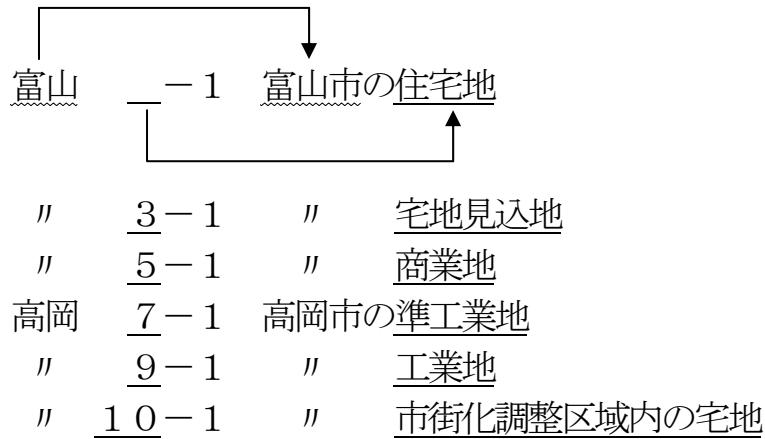 富山 －１ 富山市の住宅地
〃 ３－１ 〃 宅地見込地
〃 ５－１ 〃 商業地
高岡 ７－１ 高岡市の準工業地
〃 ９－１ 〃 工業地
〃 １０－１ 〃 市街化調整区域内の宅地